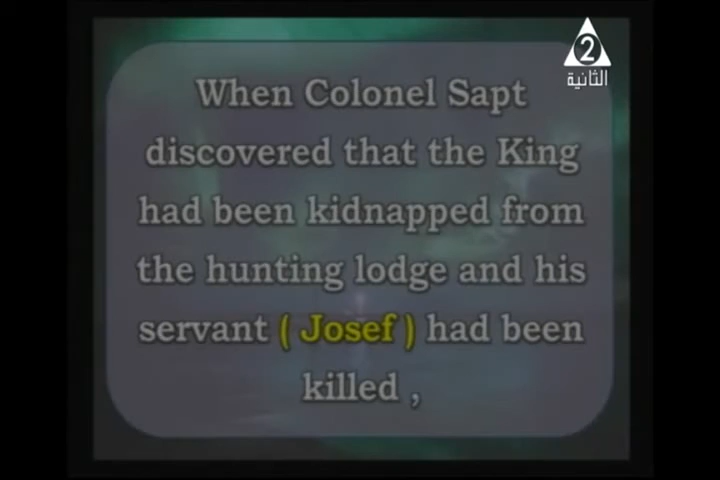 2
الثانية
When Colonel Sapt
discovered that the King
had been kidnapped from
the hunting lodge and his
servant ( Josef ) had been
killed ,